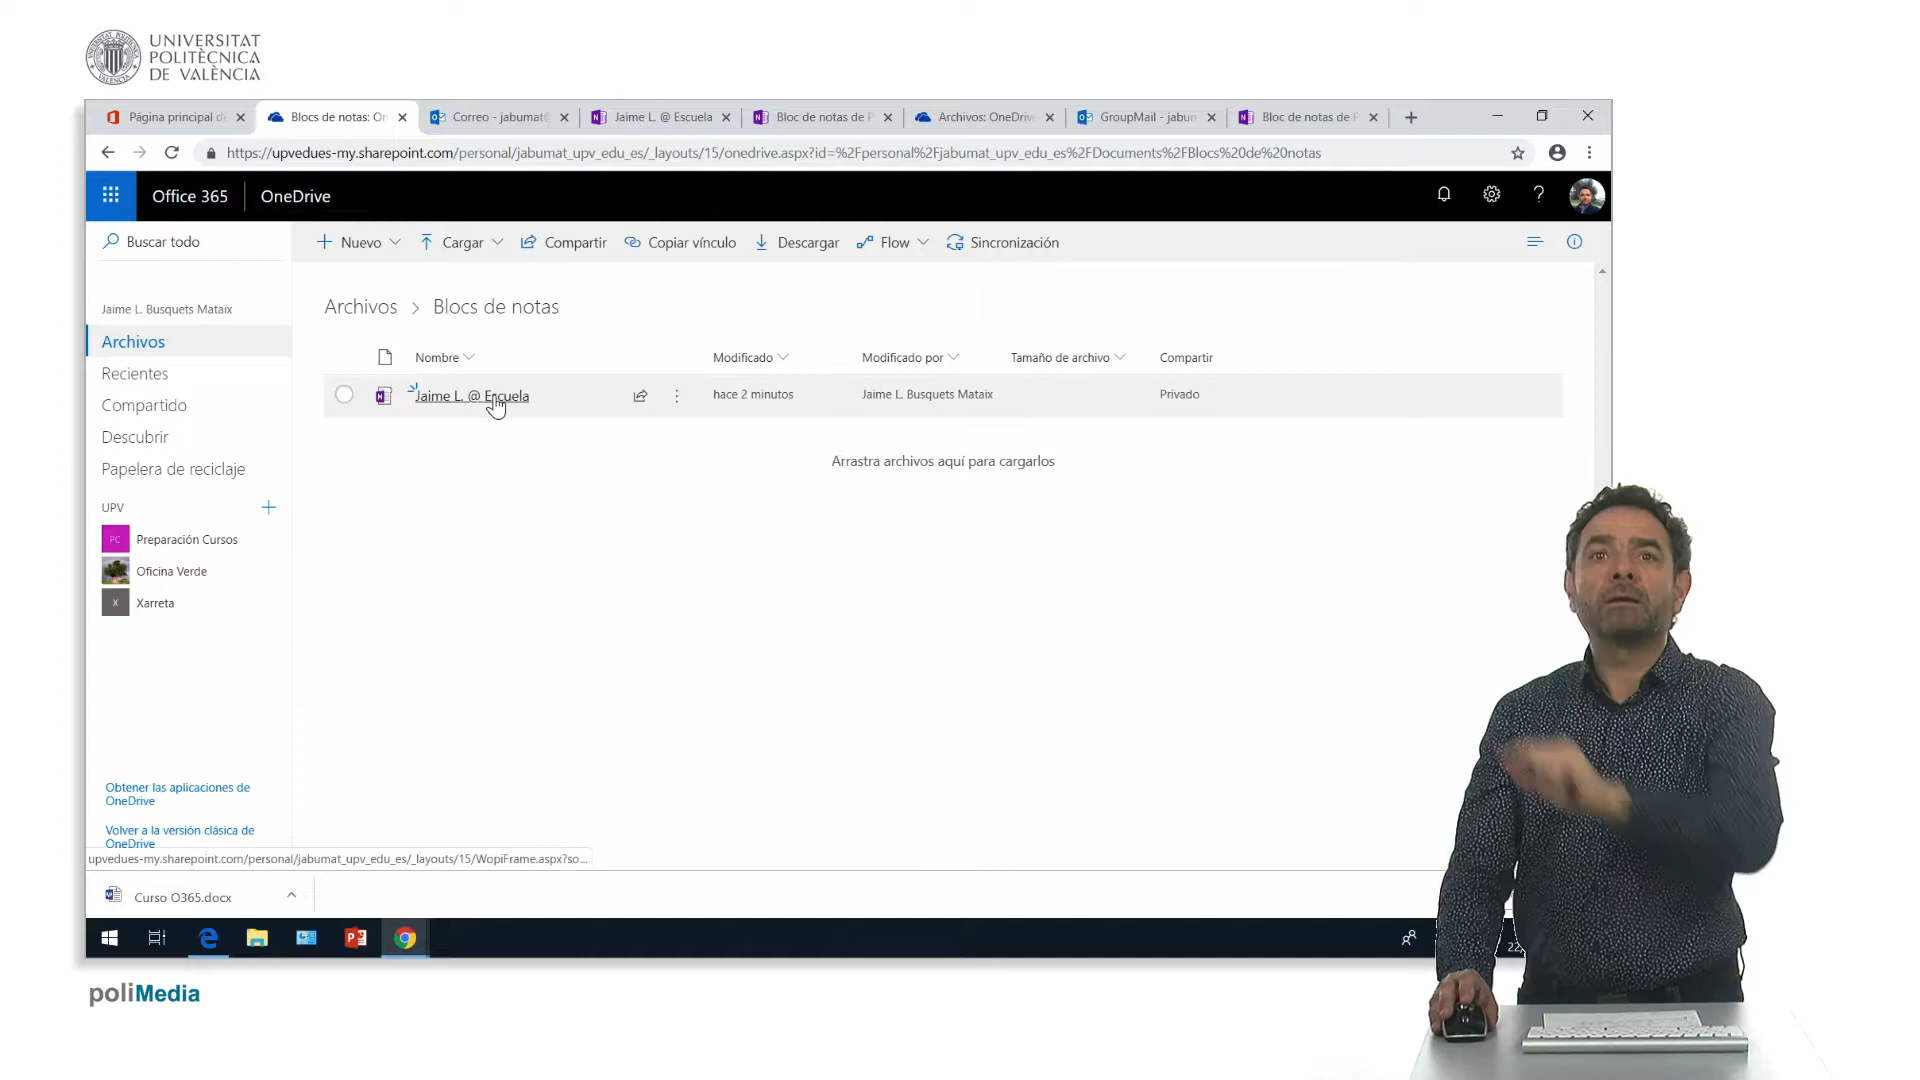 UNIVERSITAT
POLITÈCNICA
DE VALÈNCIA
Página principal de
Blocs de notas: On
Correo - jabumat@
Jaime L. @ Escuela
Bloc de notas de P
Archivos: OneDriv
GroupMail - jabum
Bloc de notas de P
https://upvedues-my.sharepoint.com/personal/jabumat_upv_edu_es/_layouts/15/onedrive.aspx?id=%2Fpersonal%2Fjabumat_upv_edu_es%2FDocuments%2FBlocs%20de%20notas
Office 365
OneDrive
?
Buscar todo
Nuevo
Cargar
Compartir
Copiar vínculo
Descargar
Flow
Sincronización
Jaime L. Busquets Mataix
Archivos
Recientes
Compartido
Descubrir
Papelera de reciclaje
UPV
PC Preparación Cursos
Oficina Verde
X Xarreta
Obtener las aplicaciones de
OneDrive
Volver a la versión clásica de
OneDrive
Archivos > Blocs de notas
Nombre
Modificado
Modificado por
Tamaño de archivo
Compartir
Jaime L. @ Escuela
hace 2 minutos
Jaime L. Busquets Mataix
Privado
Arrastra archivos aquí para cargarlos
upvedues-my.sharepoint.com/personal/jabumat_upv_edu_es/_layouts/15/WopiFrame.aspx?so...
Curso O365.docx
poliMedia